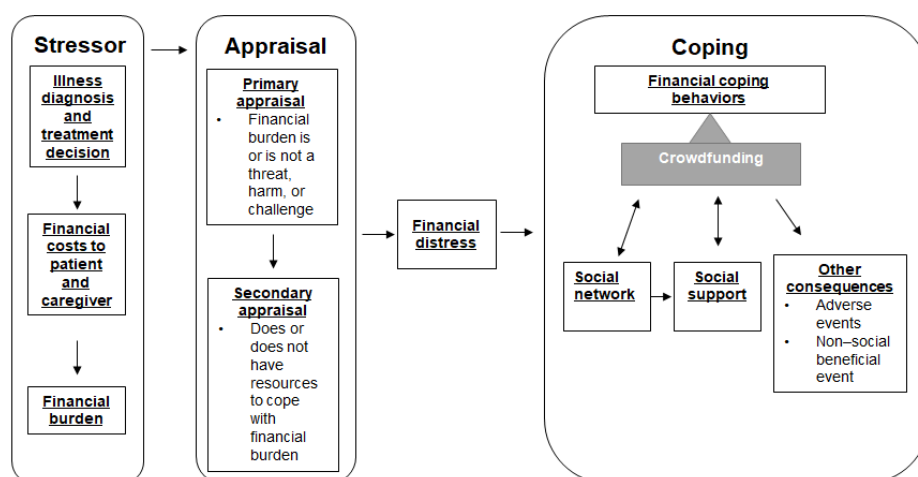 Stressor
Illness
diagnosis
and
treatment
decision
Financial
costs to
patient
and
caregiver
Financial
burden
Appraisal
Primary
appraisal
• Financial
burden is
or is not a
threat,
harm, or
challenge
Secondary
appraisal
• Does or
does not
have
resources
to cope
with
financial
burden
Financial
distress
Coping
Financial coping
behaviors
Crowdfunding
Social
network
Social
support
Other
consequences
• Adverse
events
• Non–social
beneficial
event